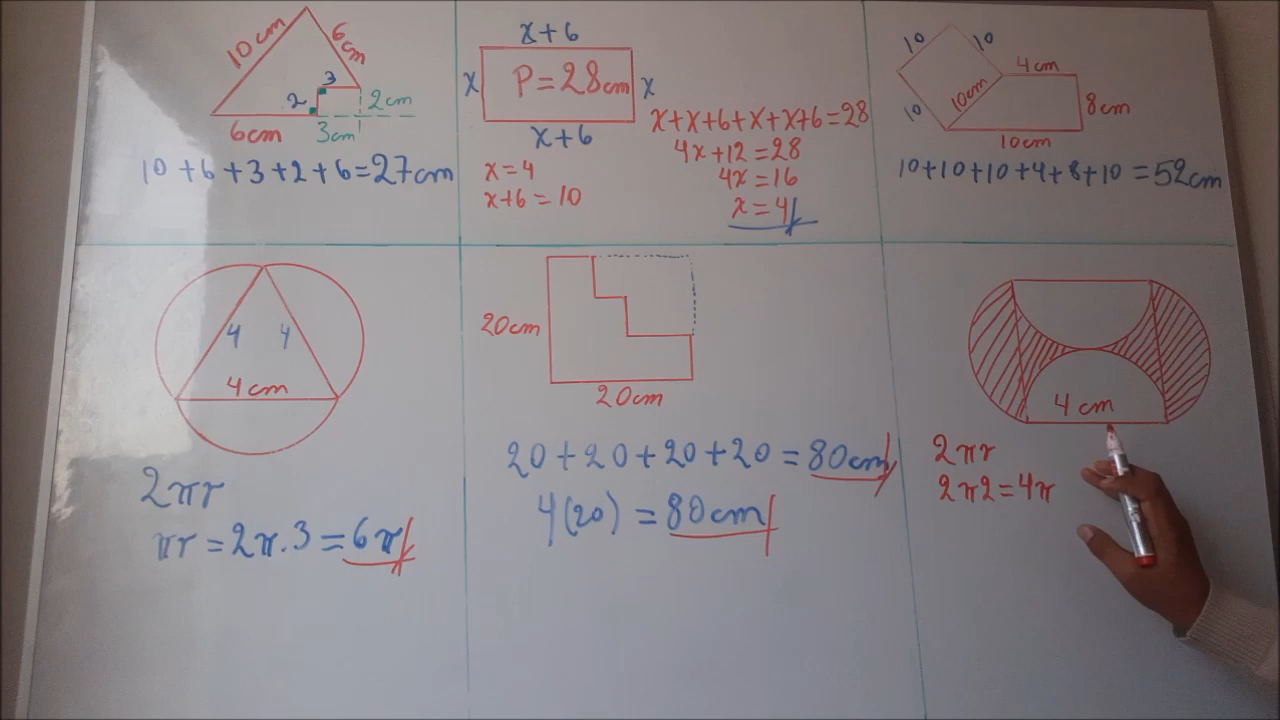 10cm
6cm
3
2
2cm
6cm
3cm
10+6+3+2+6=27cm
x+6
x
P=28cm
x
x+6
x+x+6+x+x+6=28
4x+12=28
4x=16
x=4
x=4
x+6=10
10
10
4cm
10
10cm
8cm
10cm
10+10+10+4+8+10=52cm
4
4
4cm
2πr
πr=2π.3=6π
20cm
20cm
20+20+20+20=80cm
4(20)=80cm
4cm
2πr
2π2=4π